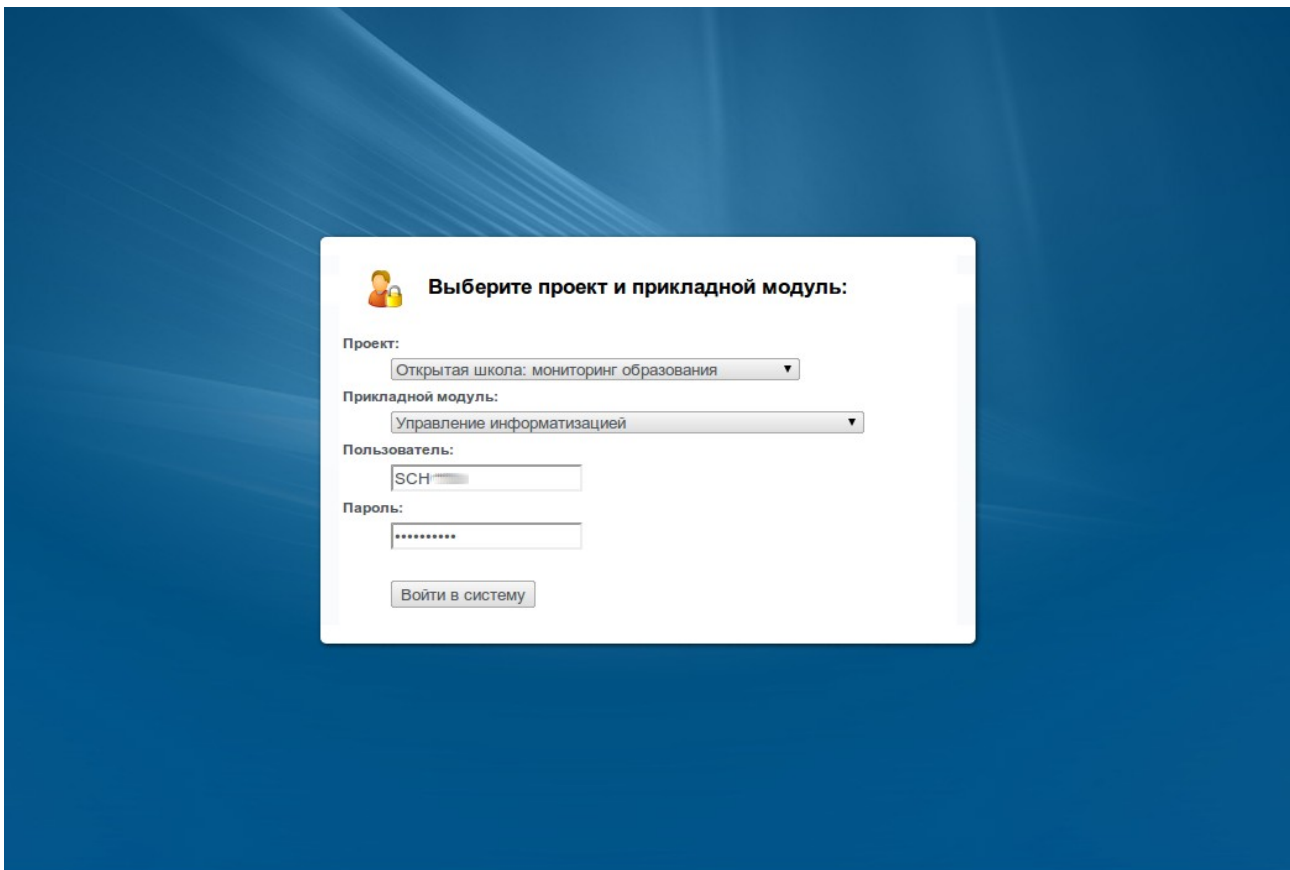 Выберите проект и прикладной модуль:
Проект:
Открытая школа: мониторинг образования
Прикладной модуль:
Управление информатизацией
Пользователь:
SCH
Пароль:
••••••••••
Войти в систему